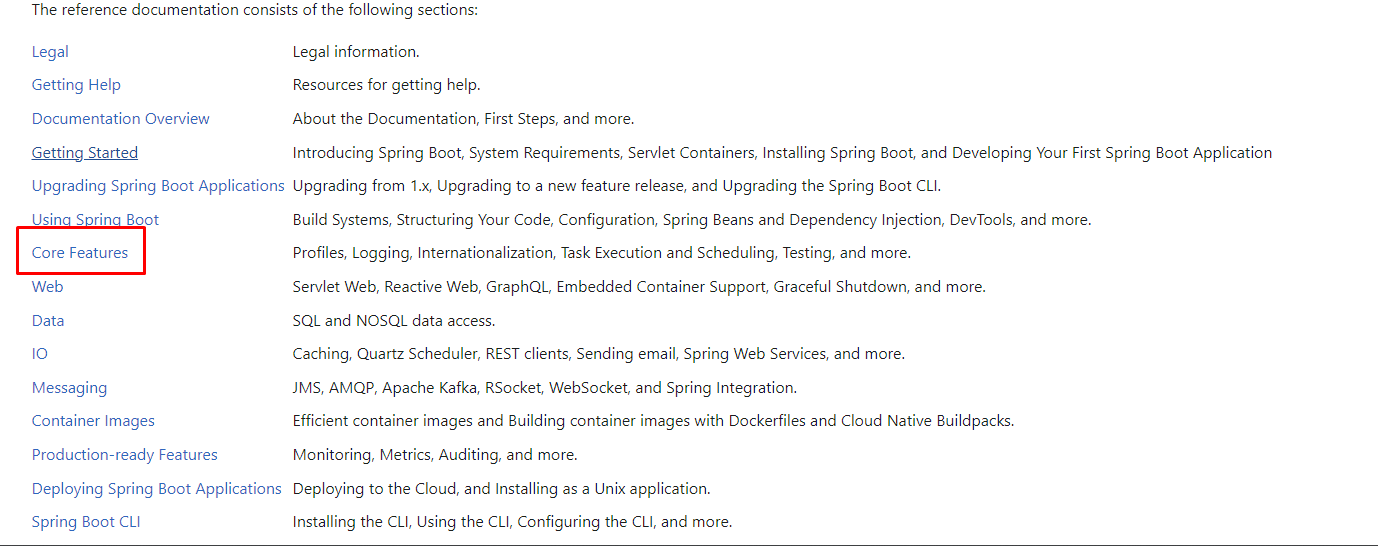 The reference documentation consists of the following sections:
Legal Legal information.
Getting Help Resources for getting help.
Documentation Overview About the Documentation, First Steps, and more.
Getting Started Introducing Spring Boot, System Requirements, Servlet Containers, Installing Spring Boot, and Developing Your First Spring Boot Application
Upgrading Spring Boot Applications Upgrading from 1.x, Upgrading to a new feature release, and Upgrading the Spring Boot CLI.
Using Spring Boot Build Systems, Structuring Your Code, Configuration, Spring Beans and Dependency Injection, DevTools, and more.
Core Features Profiles, Logging, Internationalization, Task Execution and Scheduling, Testing, and more.
Web Servlet Web, Reactive Web, GraphQL, Embedded Container Support, Graceful Shutdown, and more.
Data SQL and NOSQL data access.
IO Caching, Quartz Scheduler, REST clients, Sending email, Spring Web Services, and more.
Messaging JMS, AMQP, Apache Kafka, RSocket, WebSocket, and Spring Integration.
Container Images Efficient container images and Building container images with Dockerfiles and Cloud Native Buildpacks.
Production-ready Features Monitoring, Metrics, Auditing, and more.
Deploying Spring Boot Applications Deploying to the Cloud, and Installing as a Unix application.
Spring Boot CLI Installing the CLI, Using the CLI, Configuring the CLI, and more.